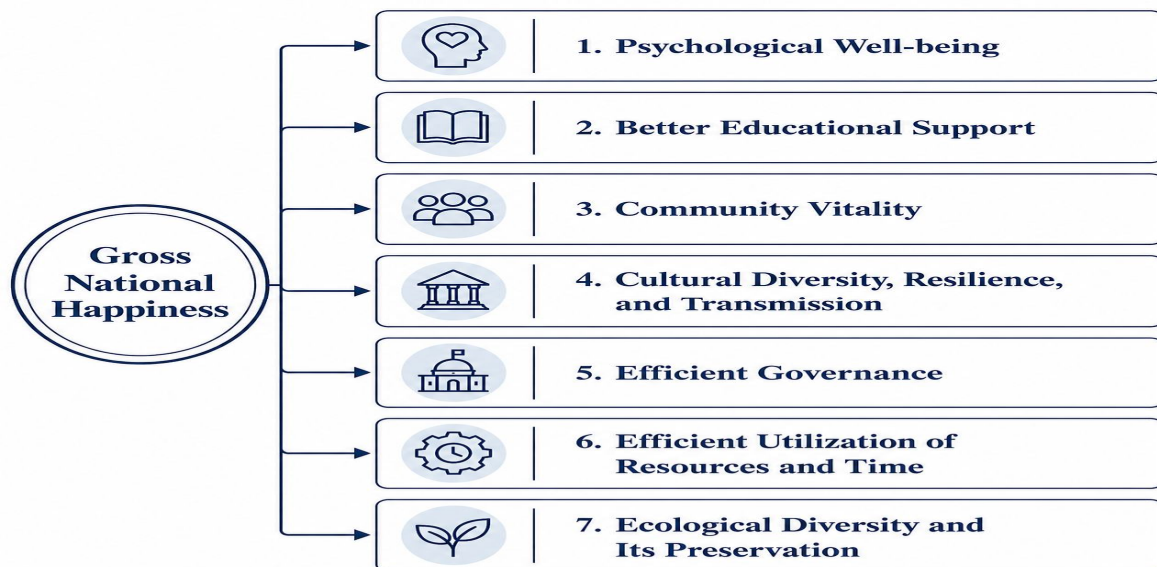 Gross
National
Happiness
1. Psychological Well-being
2. Better Educational Support
3. Community Vitality
4. Cultural Diversity, Resilience,
and Transmission
5. Efficient Governance
6. Efficient Utilization of
Resources and Time
7. Ecological Diversity and
Its Preservation